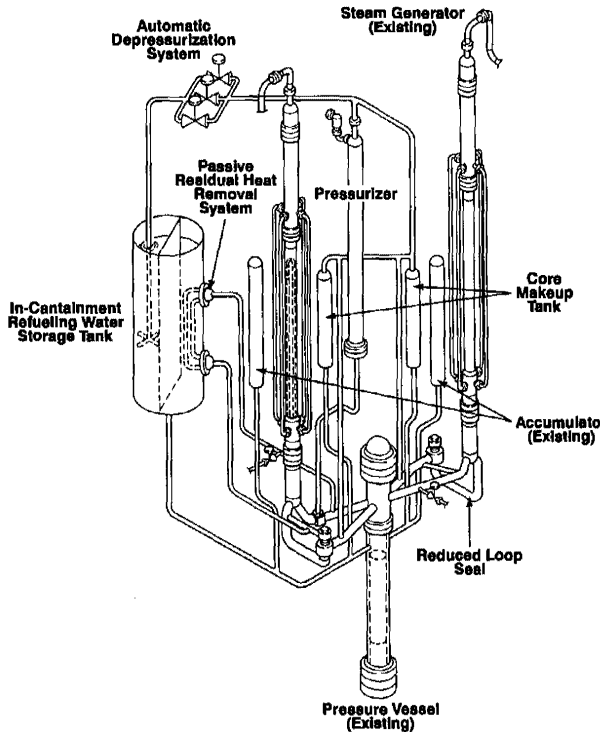 Automatic
Depressurization
System
Steam Generator
(Existing)
Passive
Residual Heat
Removal
System
Pressurizer
In-Cantainment
Refueling Water
Storage Tank
Core
Makeup
Tank
Accumulato
(Existing)
Reduced Loop
Seal
Pressure Vessel
(Existing)